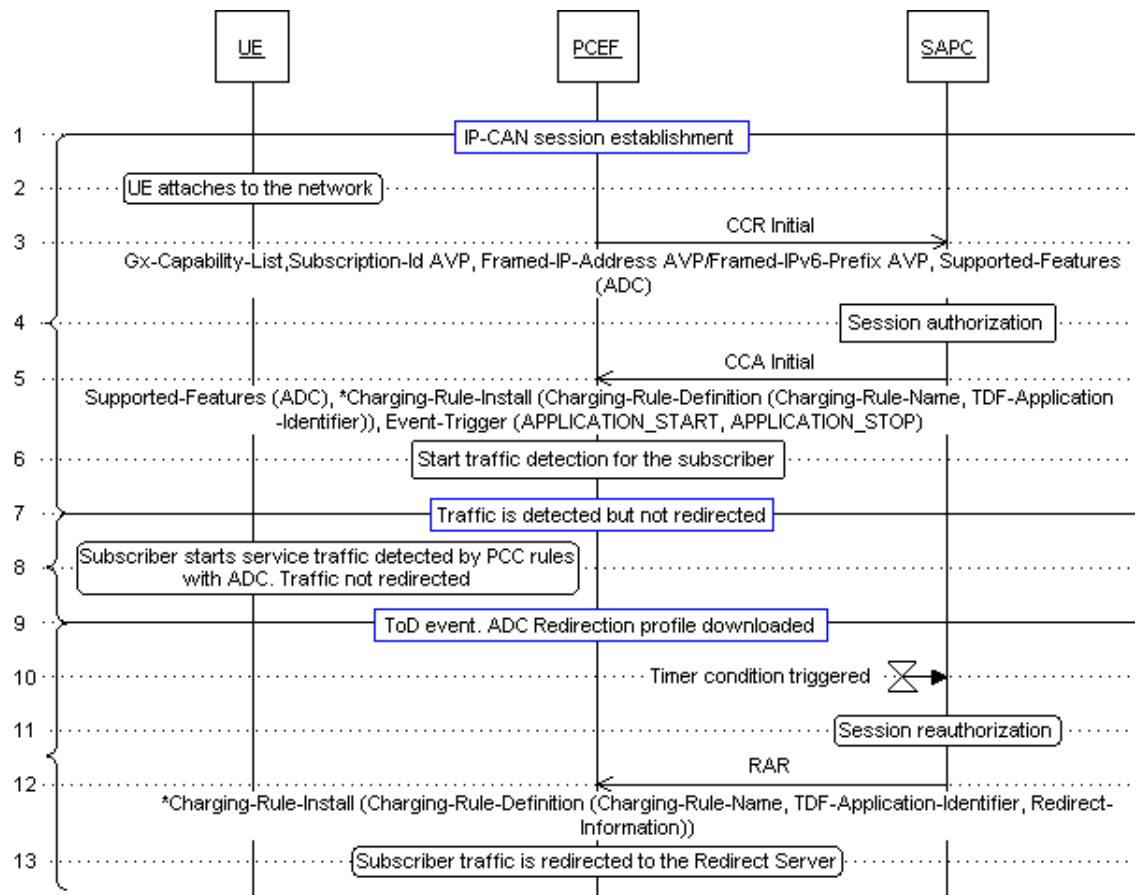 UE
PCEF
SAPC
1
IP-CAN session establishment
2
UE attaches to the network
CCR Initial
3
Gx-Capability-List,Subscription-Id AVP, Framed-IP-Address AVP/Framed-IPv6-Prefix AVP, Supported-Features
(ADC)
4
Session authorization
CCA Initial
5
Supported-Features (ADC), *Charging-Rule-Install (Charging-Rule-Definition (Charging-Rule-Name, TDF-Application
-Identifier)), Event-Trigger (APPLICATION_START, APPLICATION_STOP)
6
Start traffic detection for the subscriber
7
Traffic is detected but not redirected
Subscriber starts service traffic detected by PCC rules
8
with ADC. Traffic not redirected
9
ToD event. ADC Redirection profile downloaded
10
Timer condition triggered
11
Session reauthorization
RAR
12
*Charging-Rule-Install (Charging-Rule-Definition (Charging-Rule-Name, TDF-Application-Identifier, Redirect-
Information))
13
Subscriber traffic is redirected to the Redirect Server